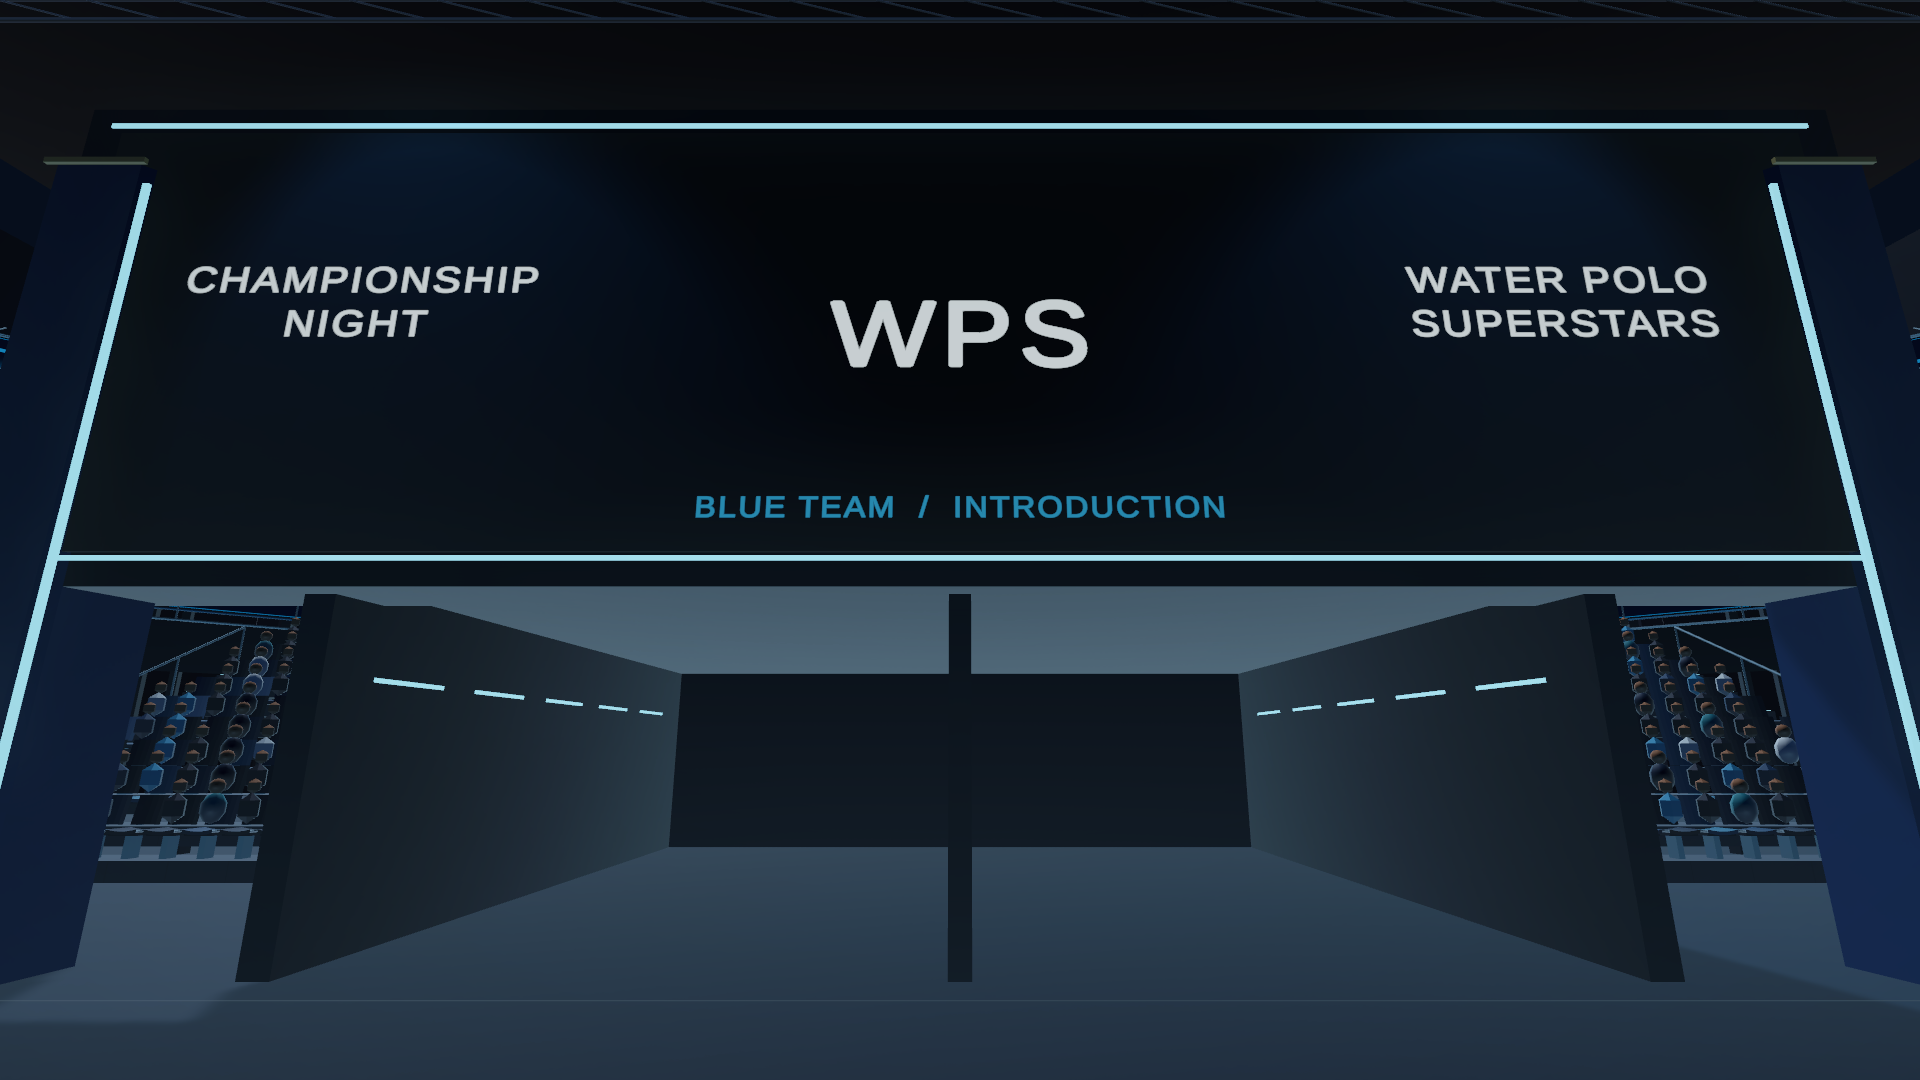 CHAMPIONSHIP
NIGHT
WPS
WATER POLO
SUPERSTARS
BLUE TEAM / INTRODUCTION